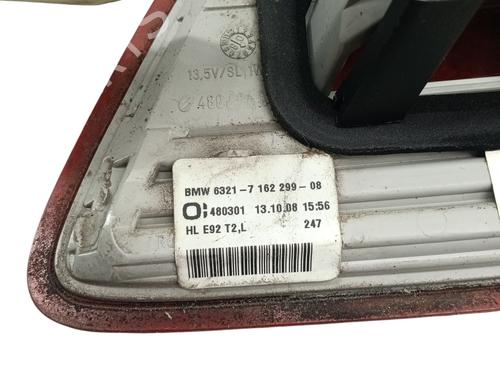 13,5V/SL
BMW 6321-7 162 299-08
480301 13.10.08 15:56
HL E92 T2,L 247